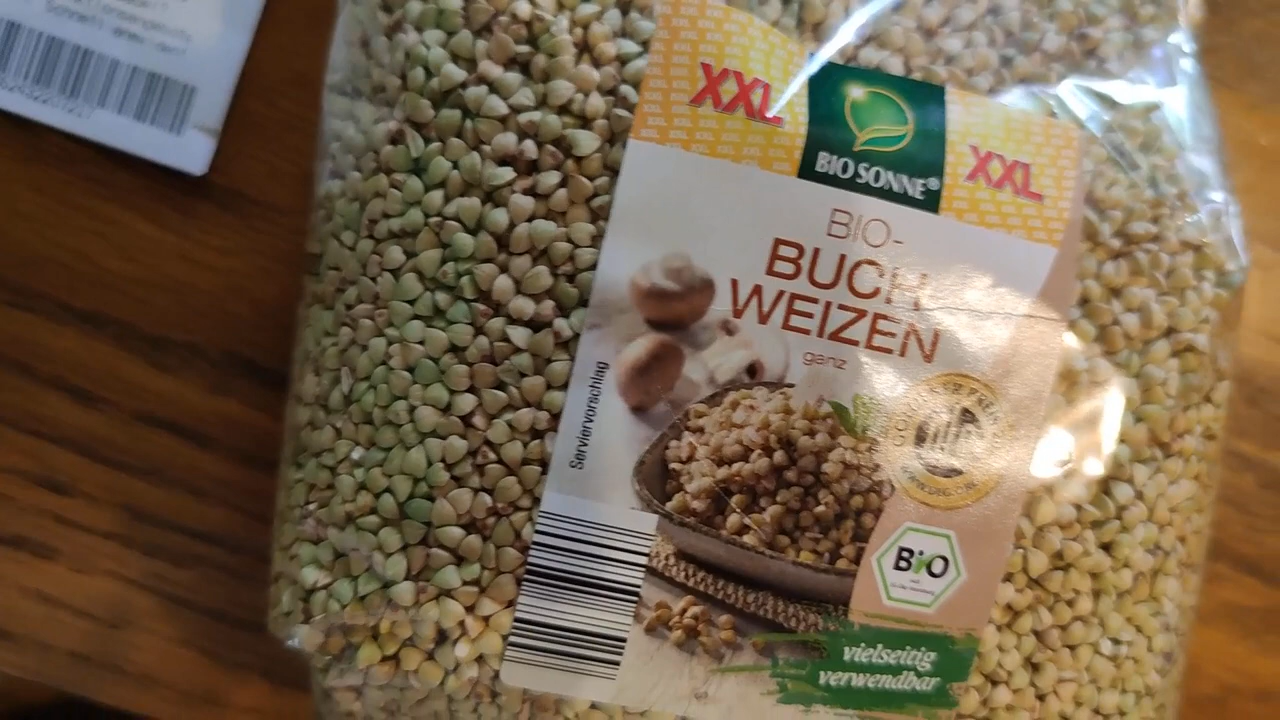 XXL
BIO SONNE®
XXL
BIO-
BUCH
WEIZEN
ganz
Serviervorschlag
BiO
vielseitig
verwendbar